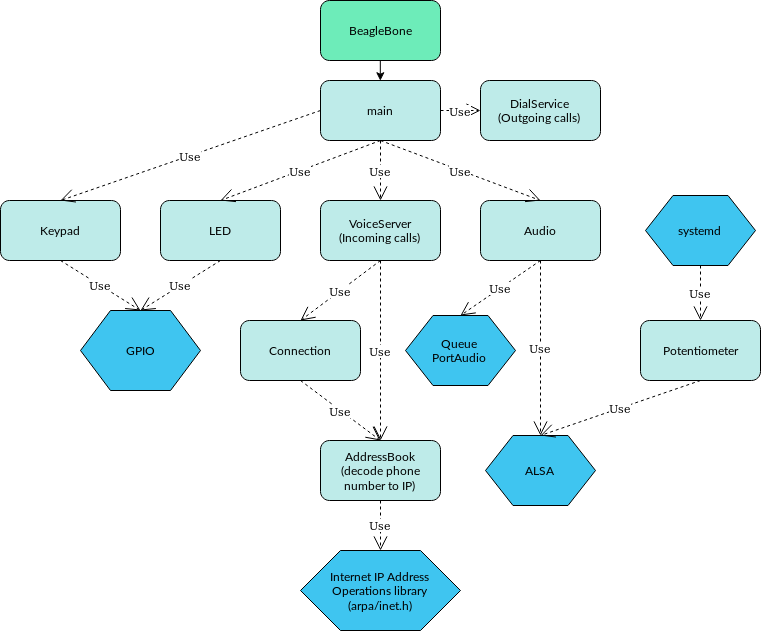 BeagleBone
main
Use
DialService
(Outgoing calls)
Use
Use
Use
Use
Keypad
LED
VoiceServer
(Incoming calls)
Audio
systemd
Use
Use
Use
Use
Use
GPIO
Connection
Use
Queue
PortAudio
Use
Potentiometer
Use
Use
AddressBook
(decode phone
number to IP)
ALSA
Use
Internet IP Address
Operations library
(arpa/inet.h)